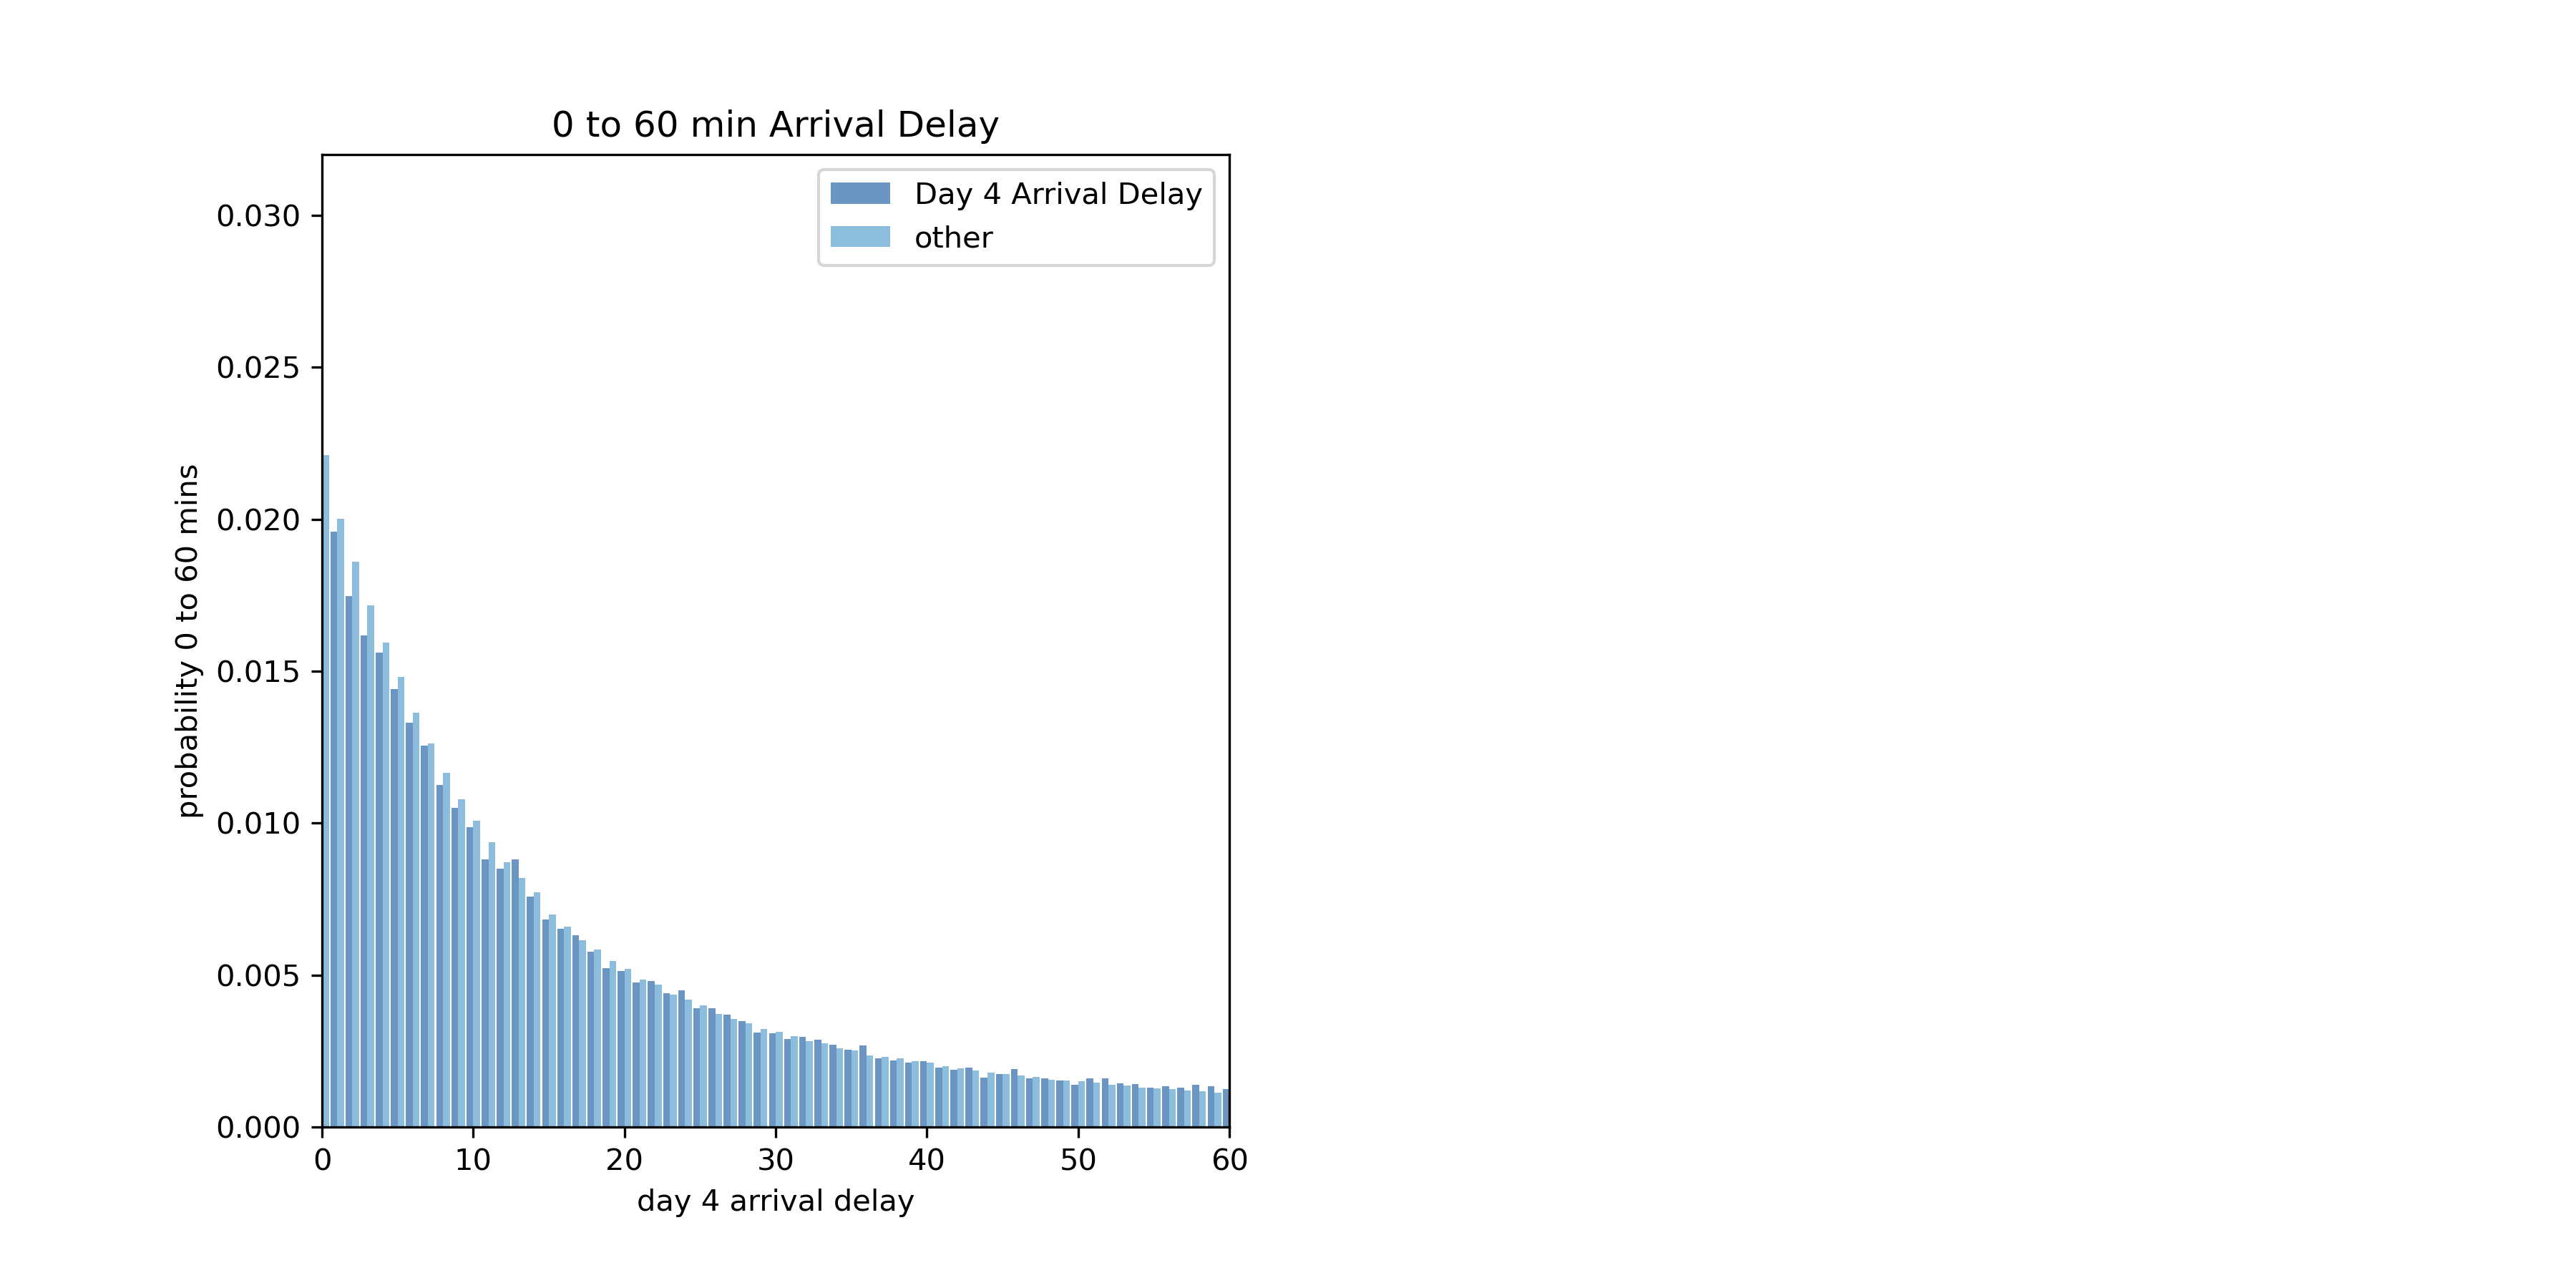 0 to 60 min Arrival Delay
Day 4 Arrival Delay
other
probability 0 to 60 mins
0.030
0.025
0.020
0.015
0.010
0.005
0.000
0 10 20 30 40 50 60
day 4 arrival delay